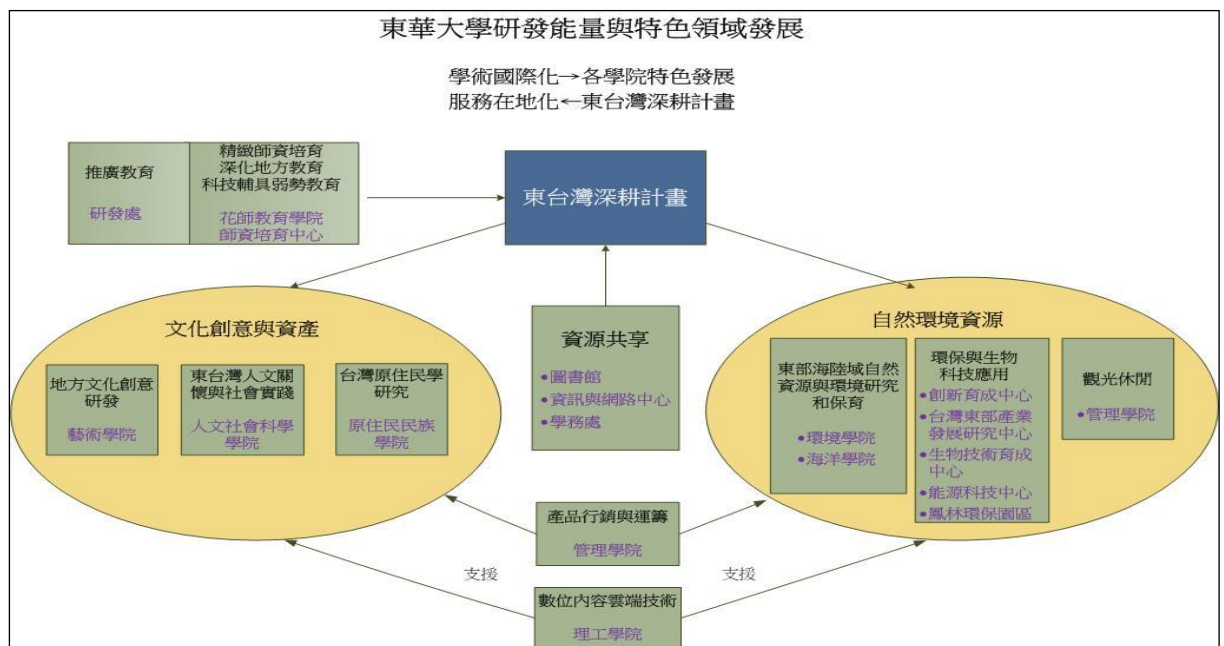 東華大學研發能量與特色領域發展
學術國際化→各學院特色發展
服務在地化←東台灣深耕計畫
推廣教育
研發處
精緻師資培育
深化地方教育
科技輔具弱勢教育
花師教育學院
師資培育中心
東台灣深耕計畫
文化創意與資產
地方文化創意
研發
藝術學院
東台灣人文關
懷與社會實踐
人文社會科學
學院
台灣原住民學
研究
原住民民族
學院
資源共享
•圖書館
•資訊與網路中心
•學務處
自然環境資源
東部海陸域自然
資源與環境研究
和保育
•環境學院
•海洋學院
環保與生物
科技應用
•創新育成中心
•台灣東部產業
發展研究中心
•生物技術育成
中心
•能源科技中心
•鳳林環保園區
觀光休閒
•管理學院
產品行銷與運籌
管理學院
支援
支援
數位內容雲端技術
理工學院